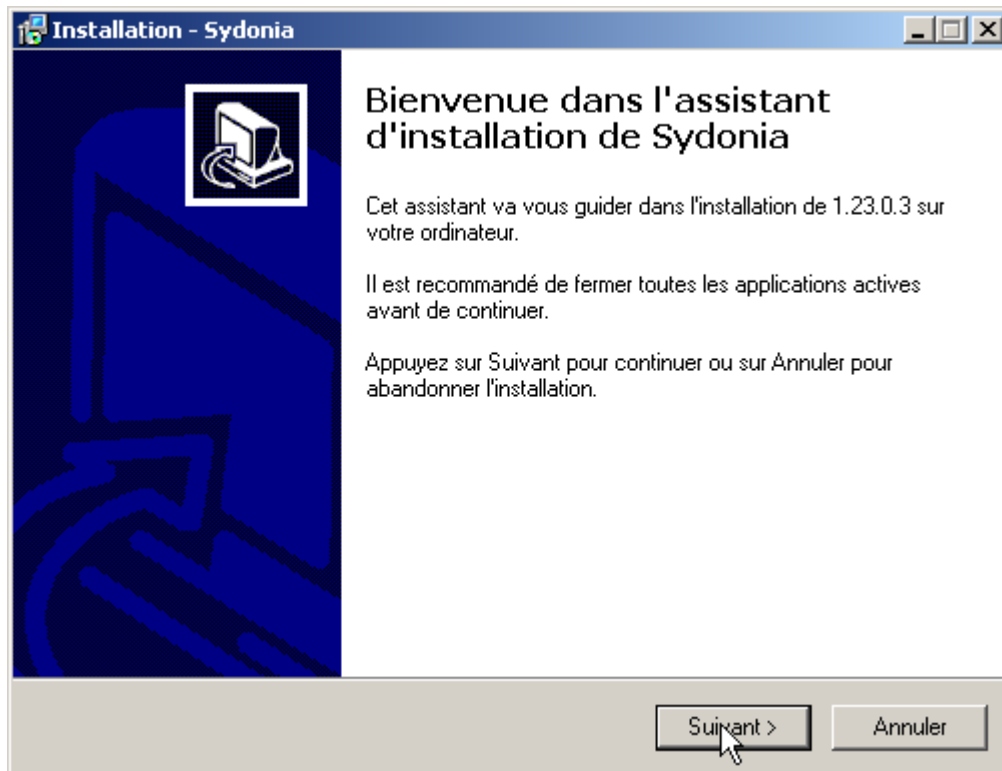 Installation - Sydonia
Bienvenue dans l'assistant
d'installation de Sydonia
Cet assistant va vous guider dans l'installation de 1.23.0.3 sur
votre ordinateur.
Il est recommandé de fermer toutes les applications actives
avant de continuer.
Appuyez sur Suivant pour continuer ou sur Annuler pour
abandonner l'installation.
Suivant > Annuler